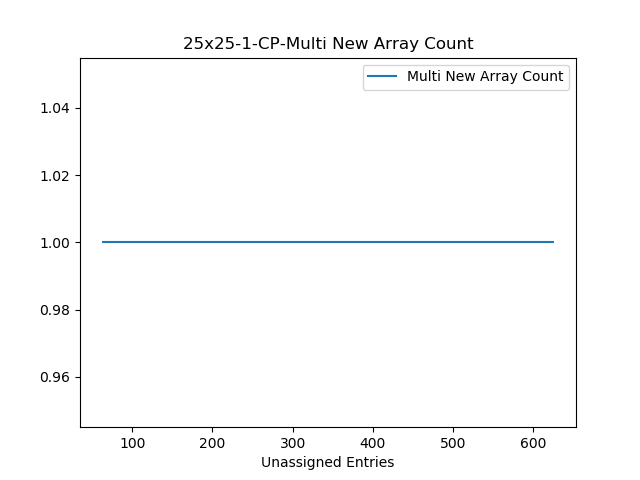 25x25-1-CP-Multi New Array Count
Multi New Array Count
1.04
1.02
1.00
0.98
0.96
100 200 300 400 500 600
Unassigned Entries